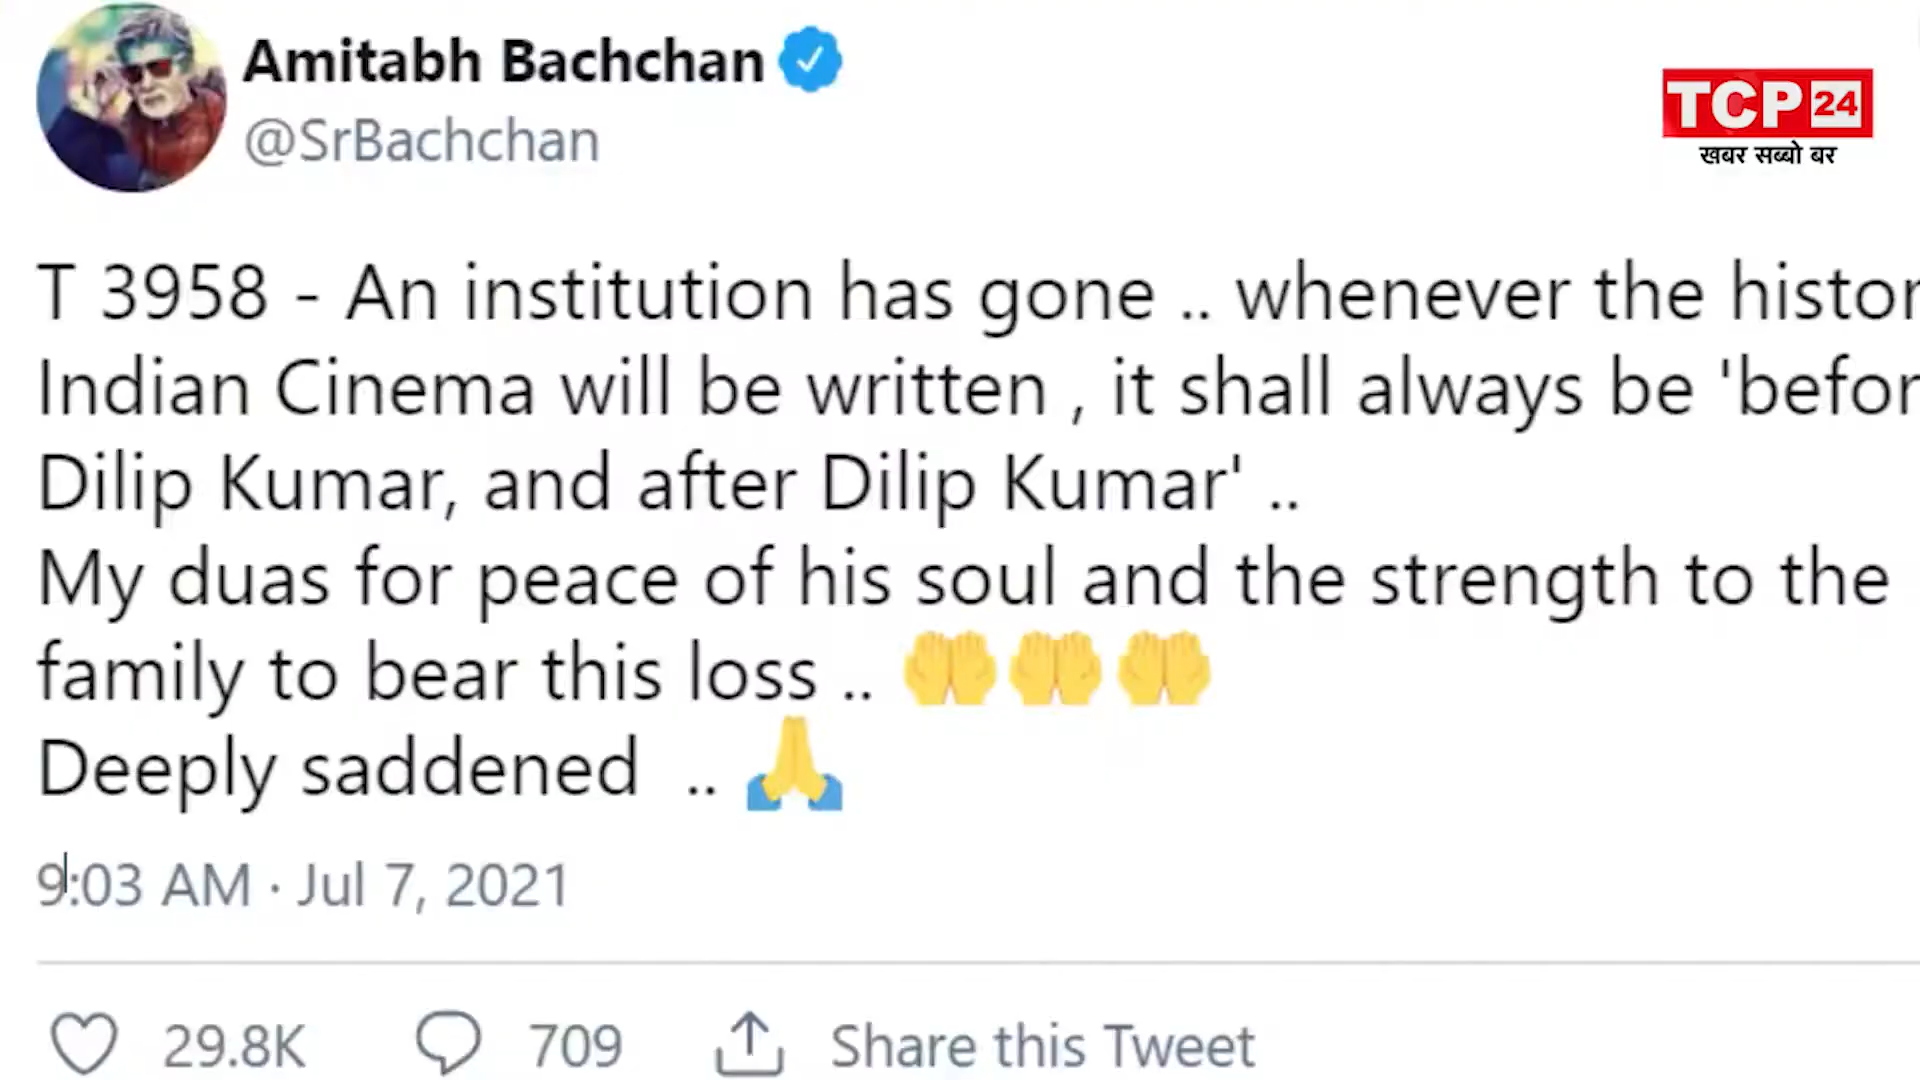 Amitabh Bachchan
@SrBachchan
TCP 24
खबर सब्बो बर
T 3958 - An institution has gone .. whenever the histor
Indian Cinema will be written , it shall always be 'befor
Dilip Kumar, and after Dilip Kumar' ..
My duas for peace of his soul and the strength to the
family to bear this loss .. 🤲🤲🤲
Deeply saddened .. 🙏
9:03 AM · Jul 7, 2021
29.8K 709 Share this Tweet